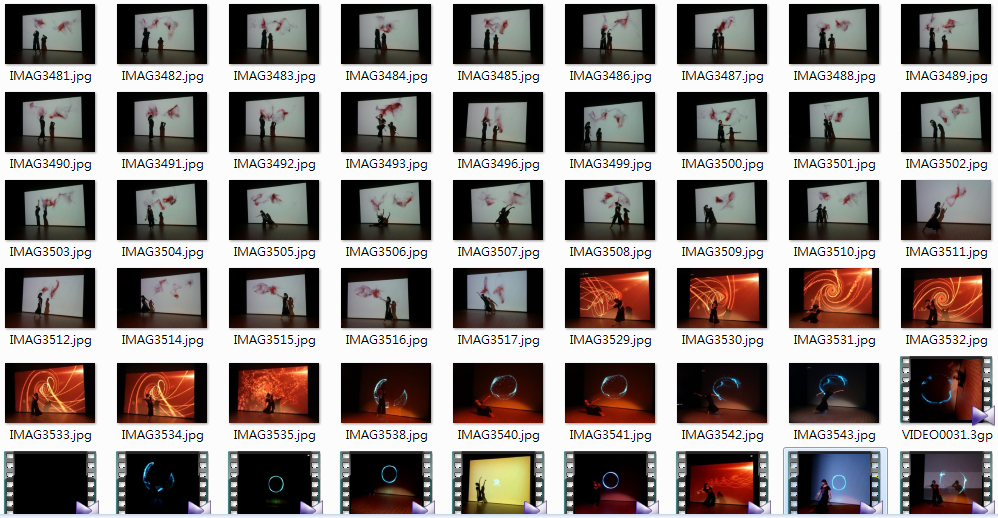 IMAG3481.jpg IMAG3482.jpg IMAG3483.jpg IMAG3484.jpg IMAG3485.jpg IMAG3486.jpg IMAG3487.jpg IMAG3488.jpg IMAG3489.jpg
IMAG3490.jpg IMAG3491.jpg IMAG3492.jpg IMAG3493.jpg IMAG3496.jpg IMAG3499.jpg IMAG3500.jpg IMAG3501.jpg IMAG3502.jpg
IMAG3503.jpg IMAG3504.jpg IMAG3505.jpg IMAG3506.jpg IMAG3507.jpg IMAG3508.jpg IMAG3509.jpg IMAG3510.jpg IMAG3511.jpg
IMAG3512.jpg IMAG3514.jpg IMAG3515.jpg IMAG3516.jpg IMAG3517.jpg IMAG3529.jpg IMAG3530.jpg IMAG3531.jpg IMAG3532.jpg
IMAG3533.jpg IMAG3534.jpg IMAG3535.jpg IMAG3538.jpg IMAG3540.jpg IMAG3541.jpg IMAG3542.jpg IMAG3543.jpg VIDEO0031.3gp